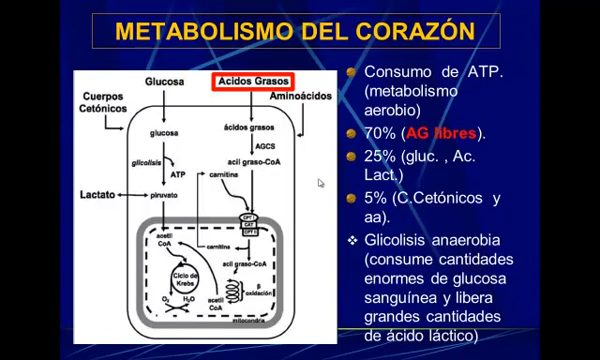 METABOLISMO DEL CORAZÓN
Glucosa
Acidos Grasos
Cuerpos
Cetónicos
Aminoácidos
glucosa
ácidos grasos
AGCS
glicolisis
ATP
acil graso-CoA
carnitina
Lactato
piruvato
CPT I
CAT
CPT II
acetil
CoA
carnitina
acil graso-CoA
Ciclo de
Krebs
β
oxidación
O₂
H₂O
acetil
CoA
mitocondria
Consumo de ATP.
(metabolismo
aerobio)
70% (AG libres).
25% (gluc. , Ac.
Lact.)
5% (C.Cetónicos y
aa).
Glicolisis anaerobia
(consume cantidades
enormes de glucosa
sanguínea y libera
grandes cantidades
de ácido láctico)